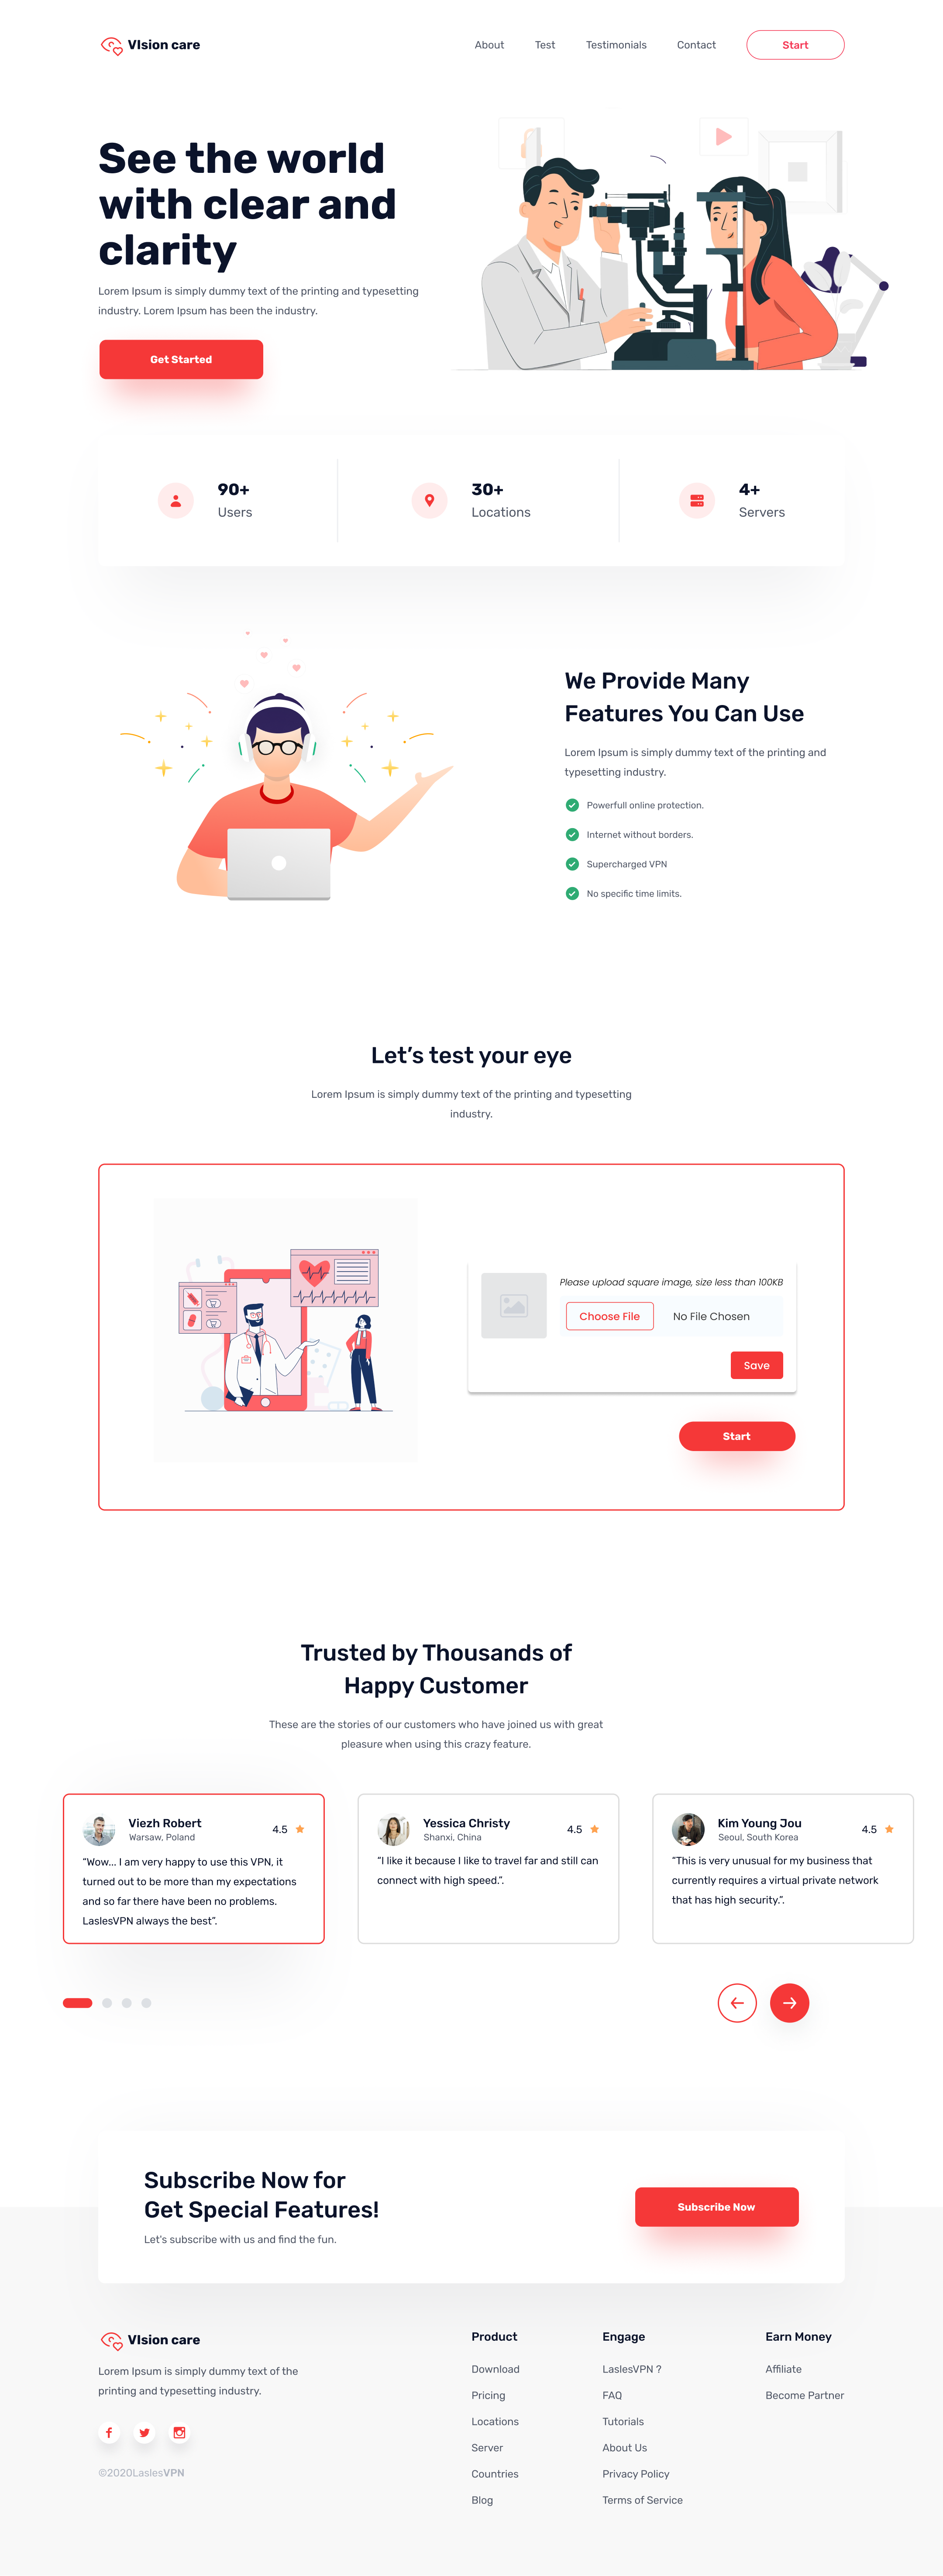 VIsion care
About
Test
Testimonials
Contact
Start
See the world
with clear and
clarity
Lorem Ipsum is simply dummy text of the printing and typesetting
industry. Lorem Ipsum has been the industry.
Get Started
90+
Users
30+
Locations
4+
Servers
We Provide Many
Features You Can Use
Lorem Ipsum is simply dummy text of the printing and
typesetting industry.
Powerfull online protection.
Internet without borders.
Supercharged VPN
No specific time limits.
Let’s test your eye
Lorem Ipsum is simply dummy text of the printing and typesetting
industry.
Please upload square image, size less than 100KB
Choose File
No File Chosen
Save
Start
Trusted by Thousands of
Happy Customer
These are the stories of our customers who have joined us with great
pleasure when using this crazy feature.
Viezh Robert
Warsaw, Poland
4.5
“Wow... I am very happy to use this VPN, it
turned out to be more than my expectations
and so far there have been no problems.
LaslesVPN always the best”.
Yessica Christy
Shanxi, China
4.5
“I like it because I like to travel far and still can
connect with high speed.”.
Kim Young Jou
Seoul, South Korea
4.5
“This is very unusual for my business that
currently requires a virtual private network
that has high security.”.
Subscribe Now for
Get Special Features!
Let’s subscribe with us and find the fun.
Subscribe Now
VIsion care
Lorem Ipsum is simply dummy text of the
printing and typesetting industry.
©2020LaslesVPN
Product
Download
Pricing
Locations
Server
Countries
Blog
Engage
LaslesVPN ?
FAQ
Tutorials
About Us
Privacy Policy
Terms of Service
Earn Money
Affiliate
Become Partner